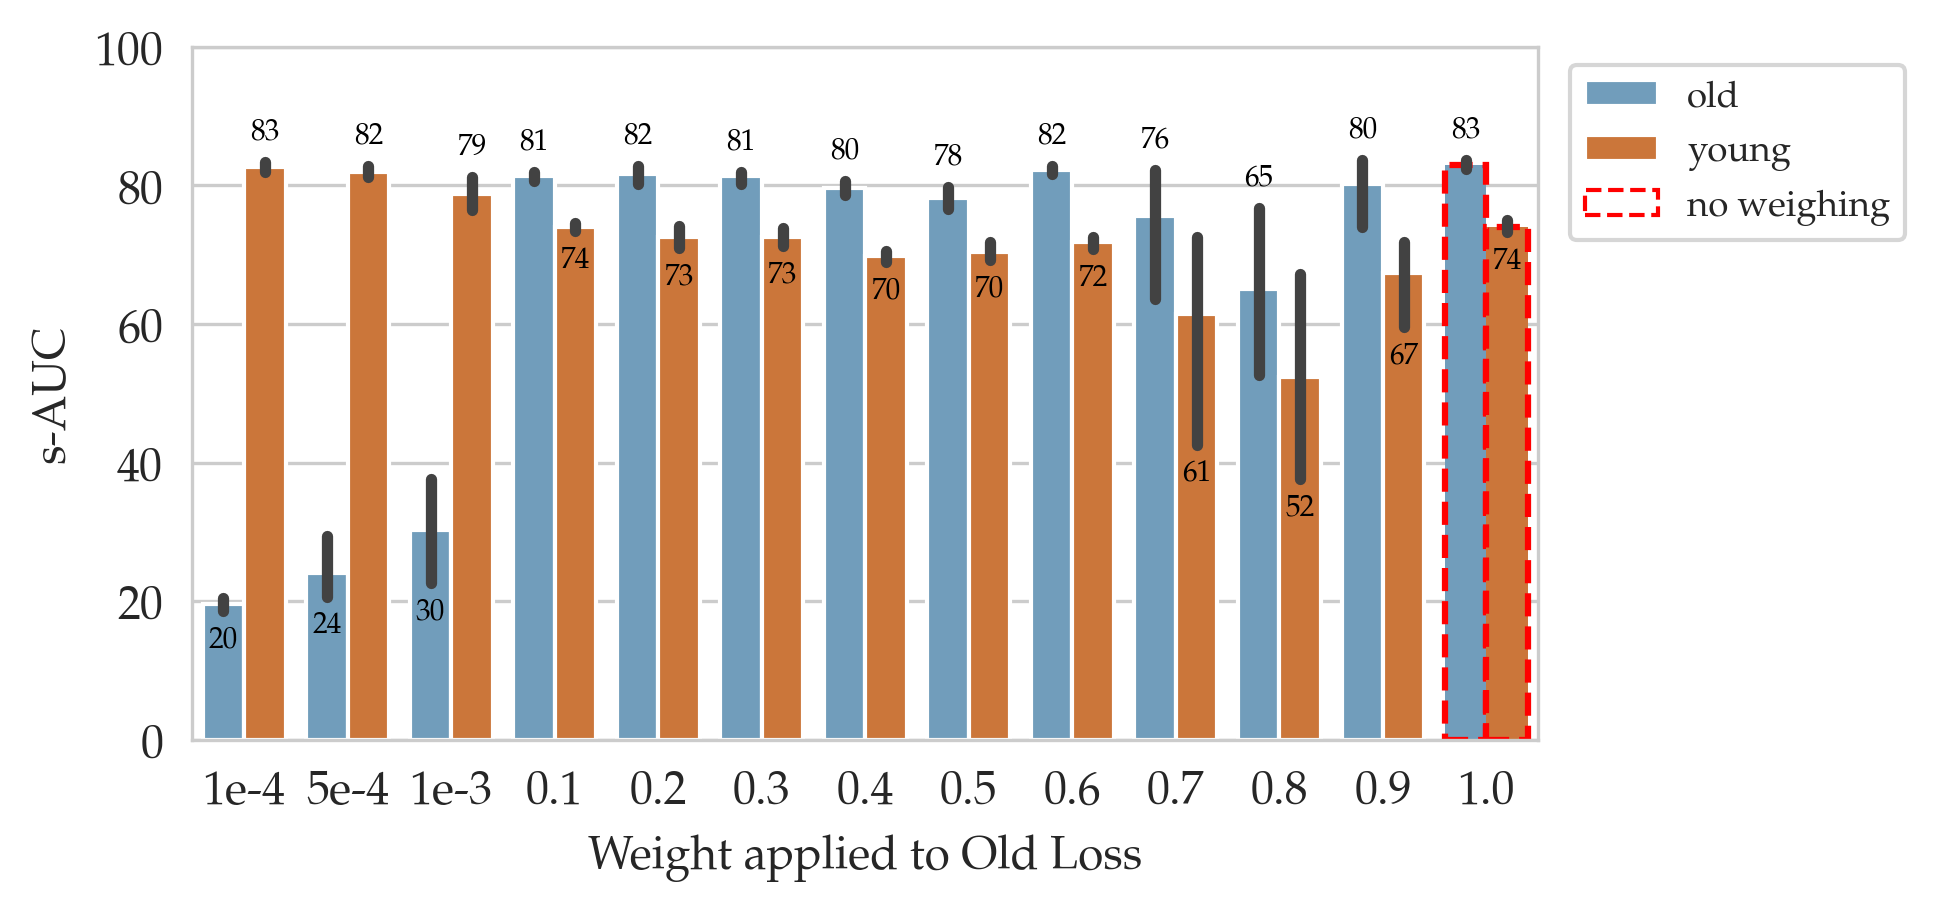 100
80
60
40
20
0
s-AUC
83 82 79 81 82 81 80 78 82 76 65 80 83
20 24 30 74 73 73 70 70 72 61 52 67 74
1e-4 5e-4 1e-3 0.1 0.2 0.3 0.4 0.5 0.6 0.7 0.8 0.9 1.0
Weight applied to Old Loss
old
young
no weighing